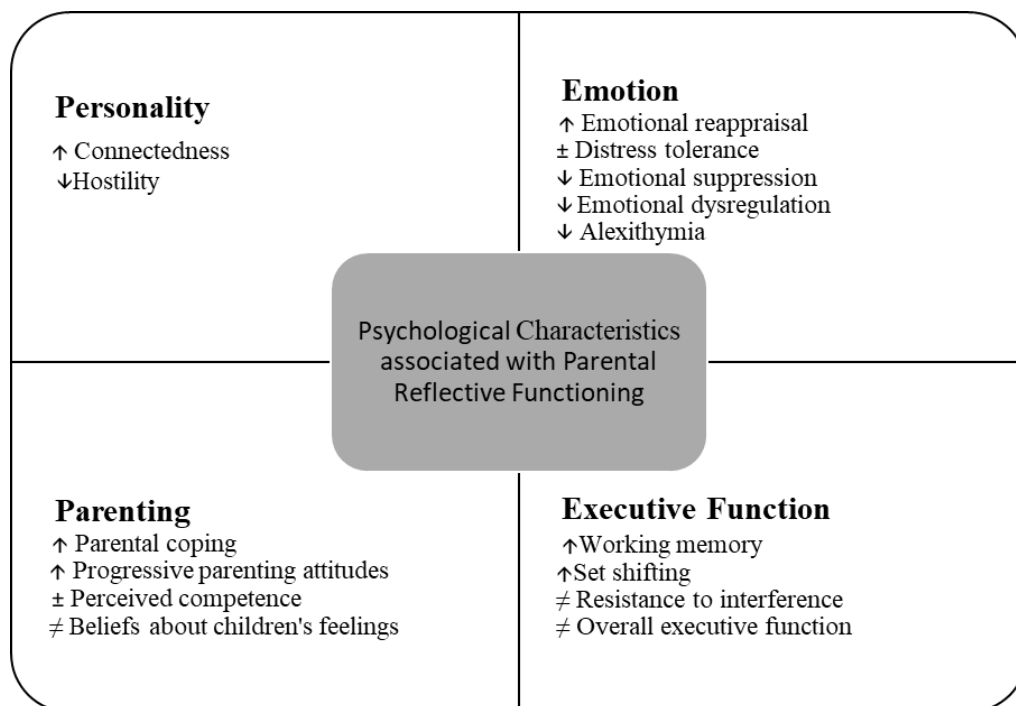 Personality
↑ Connectedness
↓Hostility
Emotion
↑ Emotional reappraisal
± Distress tolerance
↓ Emotional suppression
↓ Emotional dysregulation
↓ Alexithymia
Psychological Characteristics
associated with Parental
Reflective Functioning
Parenting
↑ Parental coping
↑ Progressive parenting attitudes
± Perceived competence
≠ Beliefs about children's feelings
Executive Function
↑Working memory
↑Set shifting
≠ Resistance to interference
≠ Overall executive function